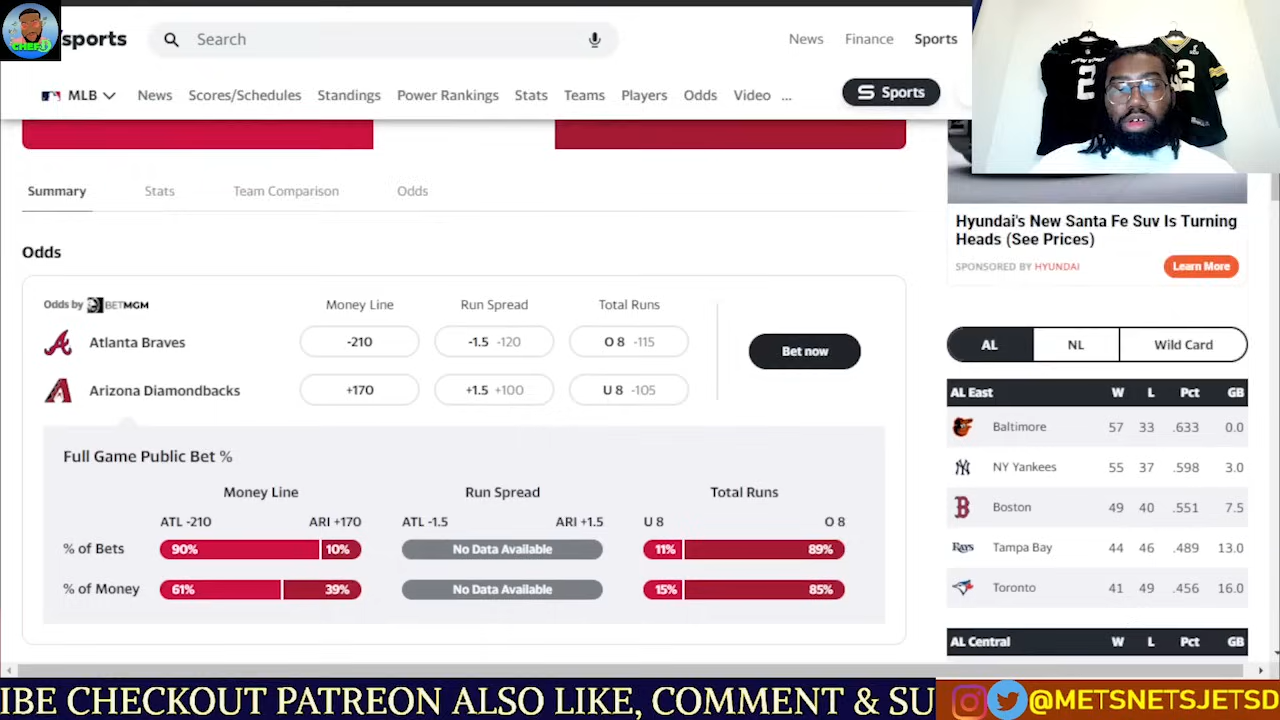 CHEF J
sports
Search
News Finance Sports
MLB News Scores/Schedules Standings Power Rankings Stats Teams Players Odds Video ...
S Sports
Summary Stats Team Comparison Odds
Hyundai's New Santa Fe Suv Is Turning
Heads (See Prices)
SPONSORED BY HYUNDAI
Learn More
Odds
Odds by BETMGM Money Line Run Spread Total Runs
Atlanta Braves -210 -1.5 -120 O 8 -115
Arizona Diamondbacks +170 +1.5 +100 U 8 -105
Bet now
Full Game Public Bet %
Money Line Run Spread Total Runs
ATL -210 ARI +170 ATL -1.5 ARI +1.5 U 8 O 8
% of Bets 90% 10% No Data Available 11% 89%
% of Money 61% 39% No Data Available 15% 85%
AL NL Wild Card
AL East W L Pct GB
Baltimore 57 33 .633 0.0
NY Yankees 55 37 .598 3.0
Boston 49 40 .551 7.5
Rays Tampa Bay 44 46 .489 13.0
Toronto 41 49 .456 16.0
AL Central W L Pct GB
IBE CHECKOUT PATREON ALSO LIKE, COMMENT & SU
@METSNETSJETSD